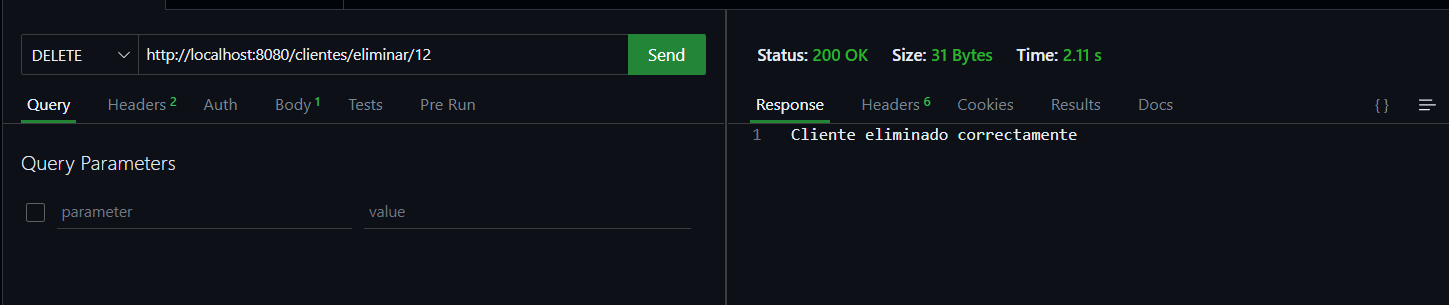 DELETE http://localhost:8080/clientes/eliminar/12 Send
Query Headers 2 Auth Body 1 Tests Pre Run
Query Parameters
parameter value
Status: 200 OK Size: 31 Bytes Time: 2.11 s
Response Headers 6 Cookies Results Docs { }
1 Cliente eliminado correctamente